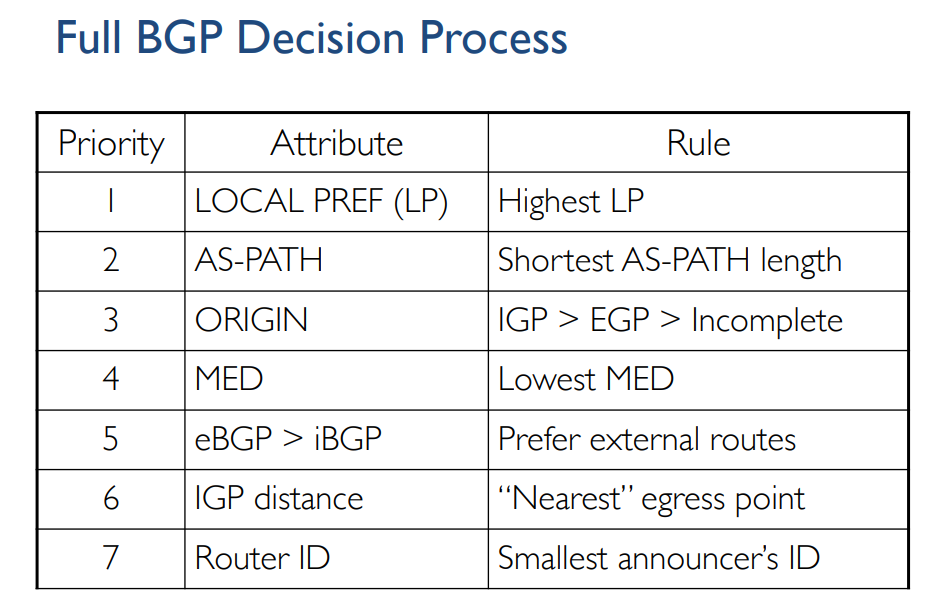 Full BGP Decision Process
Priority Attribute Rule
1 LOCAL PREF (LP) Highest LP
2 AS-PATH Shortest AS-PATH length
3 ORIGIN IGP > EGP > Incomplete
4 MED Lowest MED
5 eBGP > iBGP Prefer external routes
6 IGP distance “Nearest” egress point
7 Router ID Smallest announcer’s ID